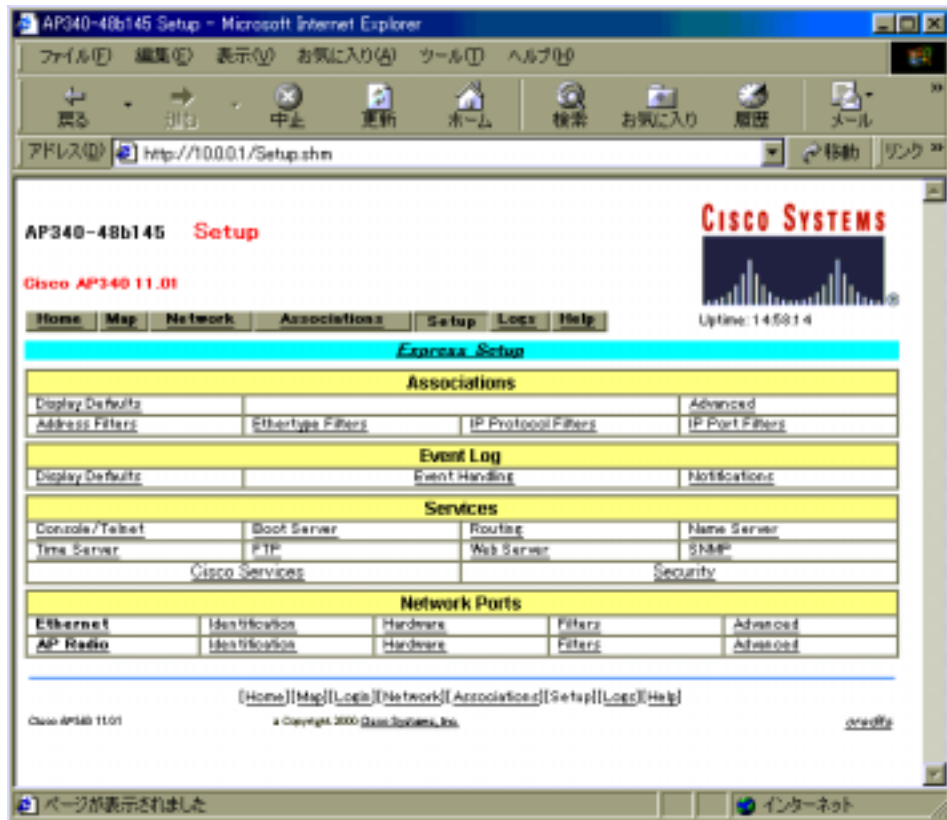 AP340-48b145 Setup - Microsoft Internet Explorer
ファイル(F) 編集(E) 表示(V) お気に入り(A) ツール(T) ヘルプ(H)
戻る 中止 更新 ホーム 検索 お気に入り 履歴 メール
アドレス(D) http://10.0.0.1/Setup.shm 移動 リンク
AP340-48b145 Setup
CISCO SYSTEMS
Cisco AP340 11.01
Home Map Network Associations Setup Logs Help
Uptime: 14:58:14
Express Setup
Associations
Display Defaults Advanced
Address Filters Ethertype Filters IP Protocol Filters IP Port Filters
Event Log
Display Defaults Event Handling Notifications
Services
Console/Telnet Boot Server Routing Name Server
Time Server FTP Web Server SNMP
Cisco Services Security
Network Ports
Ethernet Identification Hardware Filters Advanced
AP Radio Identification Hardware Filters Advanced
[Home][Map][Login][Network][Associations][Setup][Logs][Help]
Cisco AP340 11.01 © Copyright 2000 Cisco Systems, Inc. credits
ページが表示されました インターネット